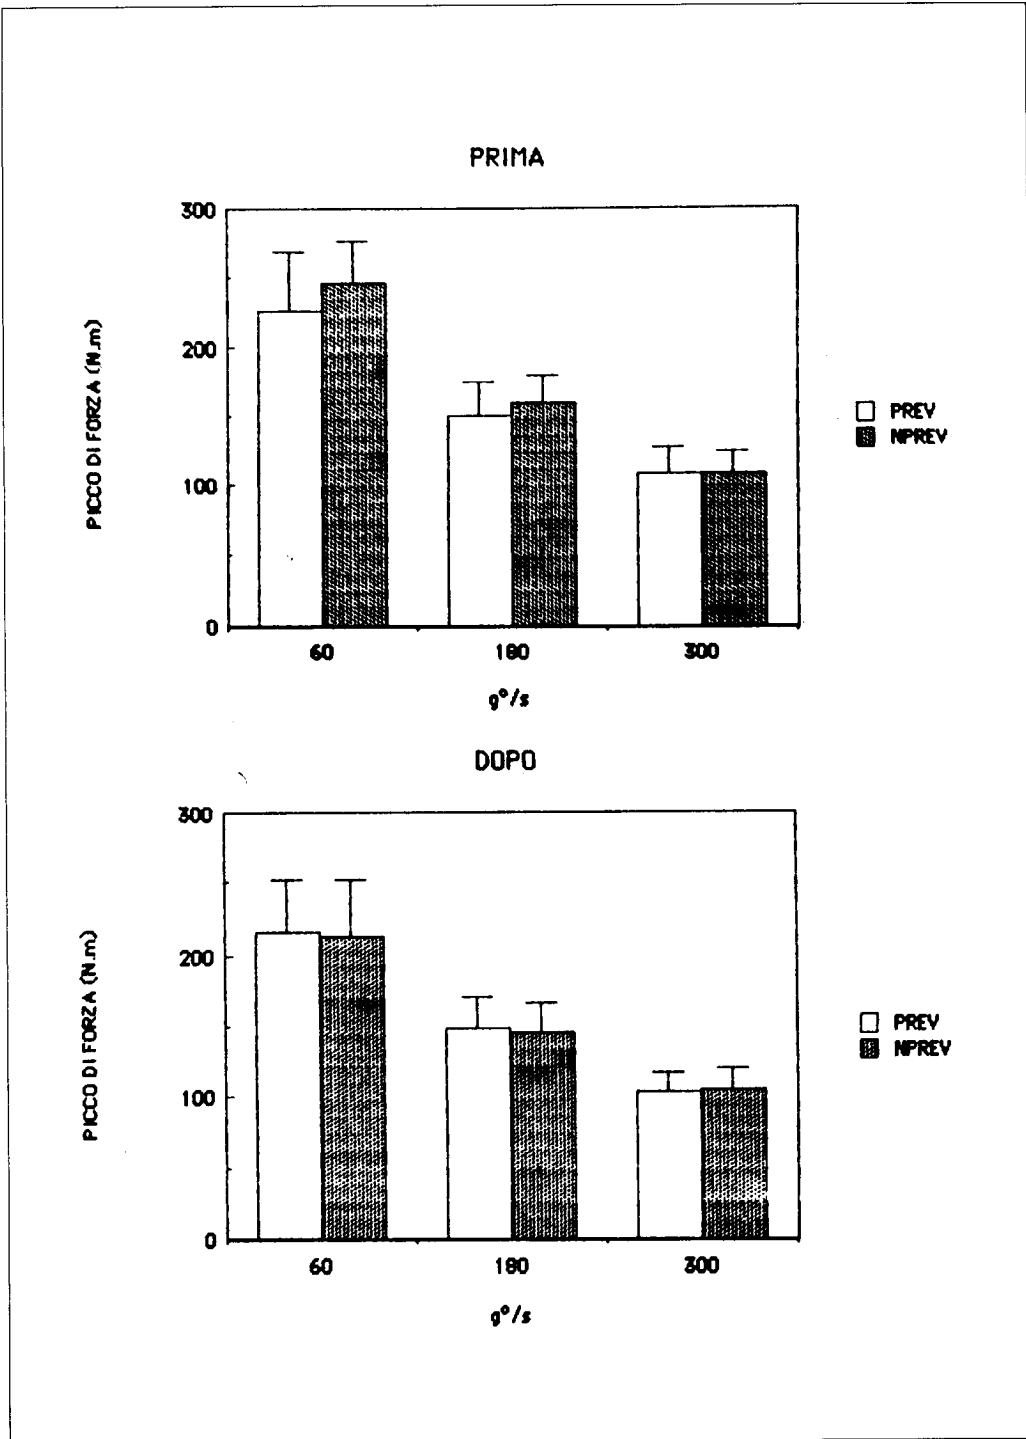 PRIMA
PICCO DI FORZA (N.m)
300
200
100
0
60 180 300
g°/s
PREV
NPREV
DOPO
PICCO DI FORZA (N.m)
300
200
100
0
60 180 300
g°/s
PREV
NPREV